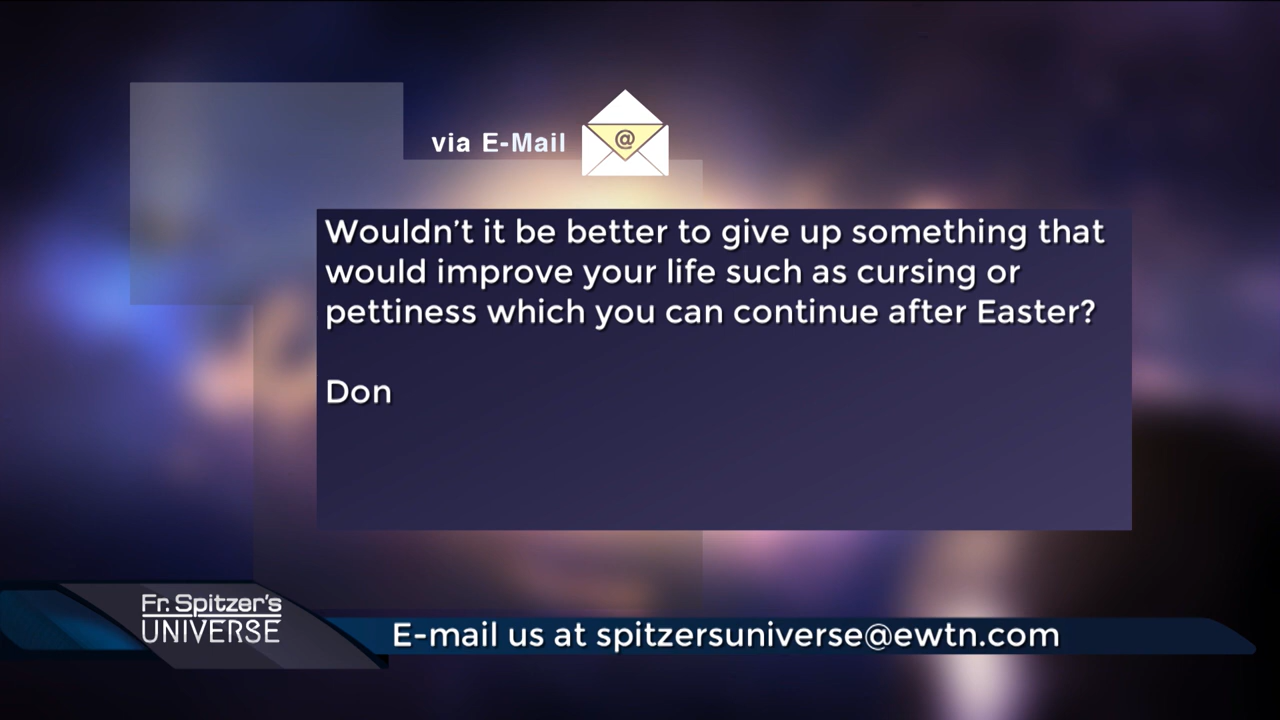 via E-Mail
@
Wouldn't it be better to give up something that
would improve your life such as cursing or
pettiness which you can continue after Easter?
Don
Fr. Spitzer's
UNIVERSE
E-mail us at spitzersuniverse@ewtn.com